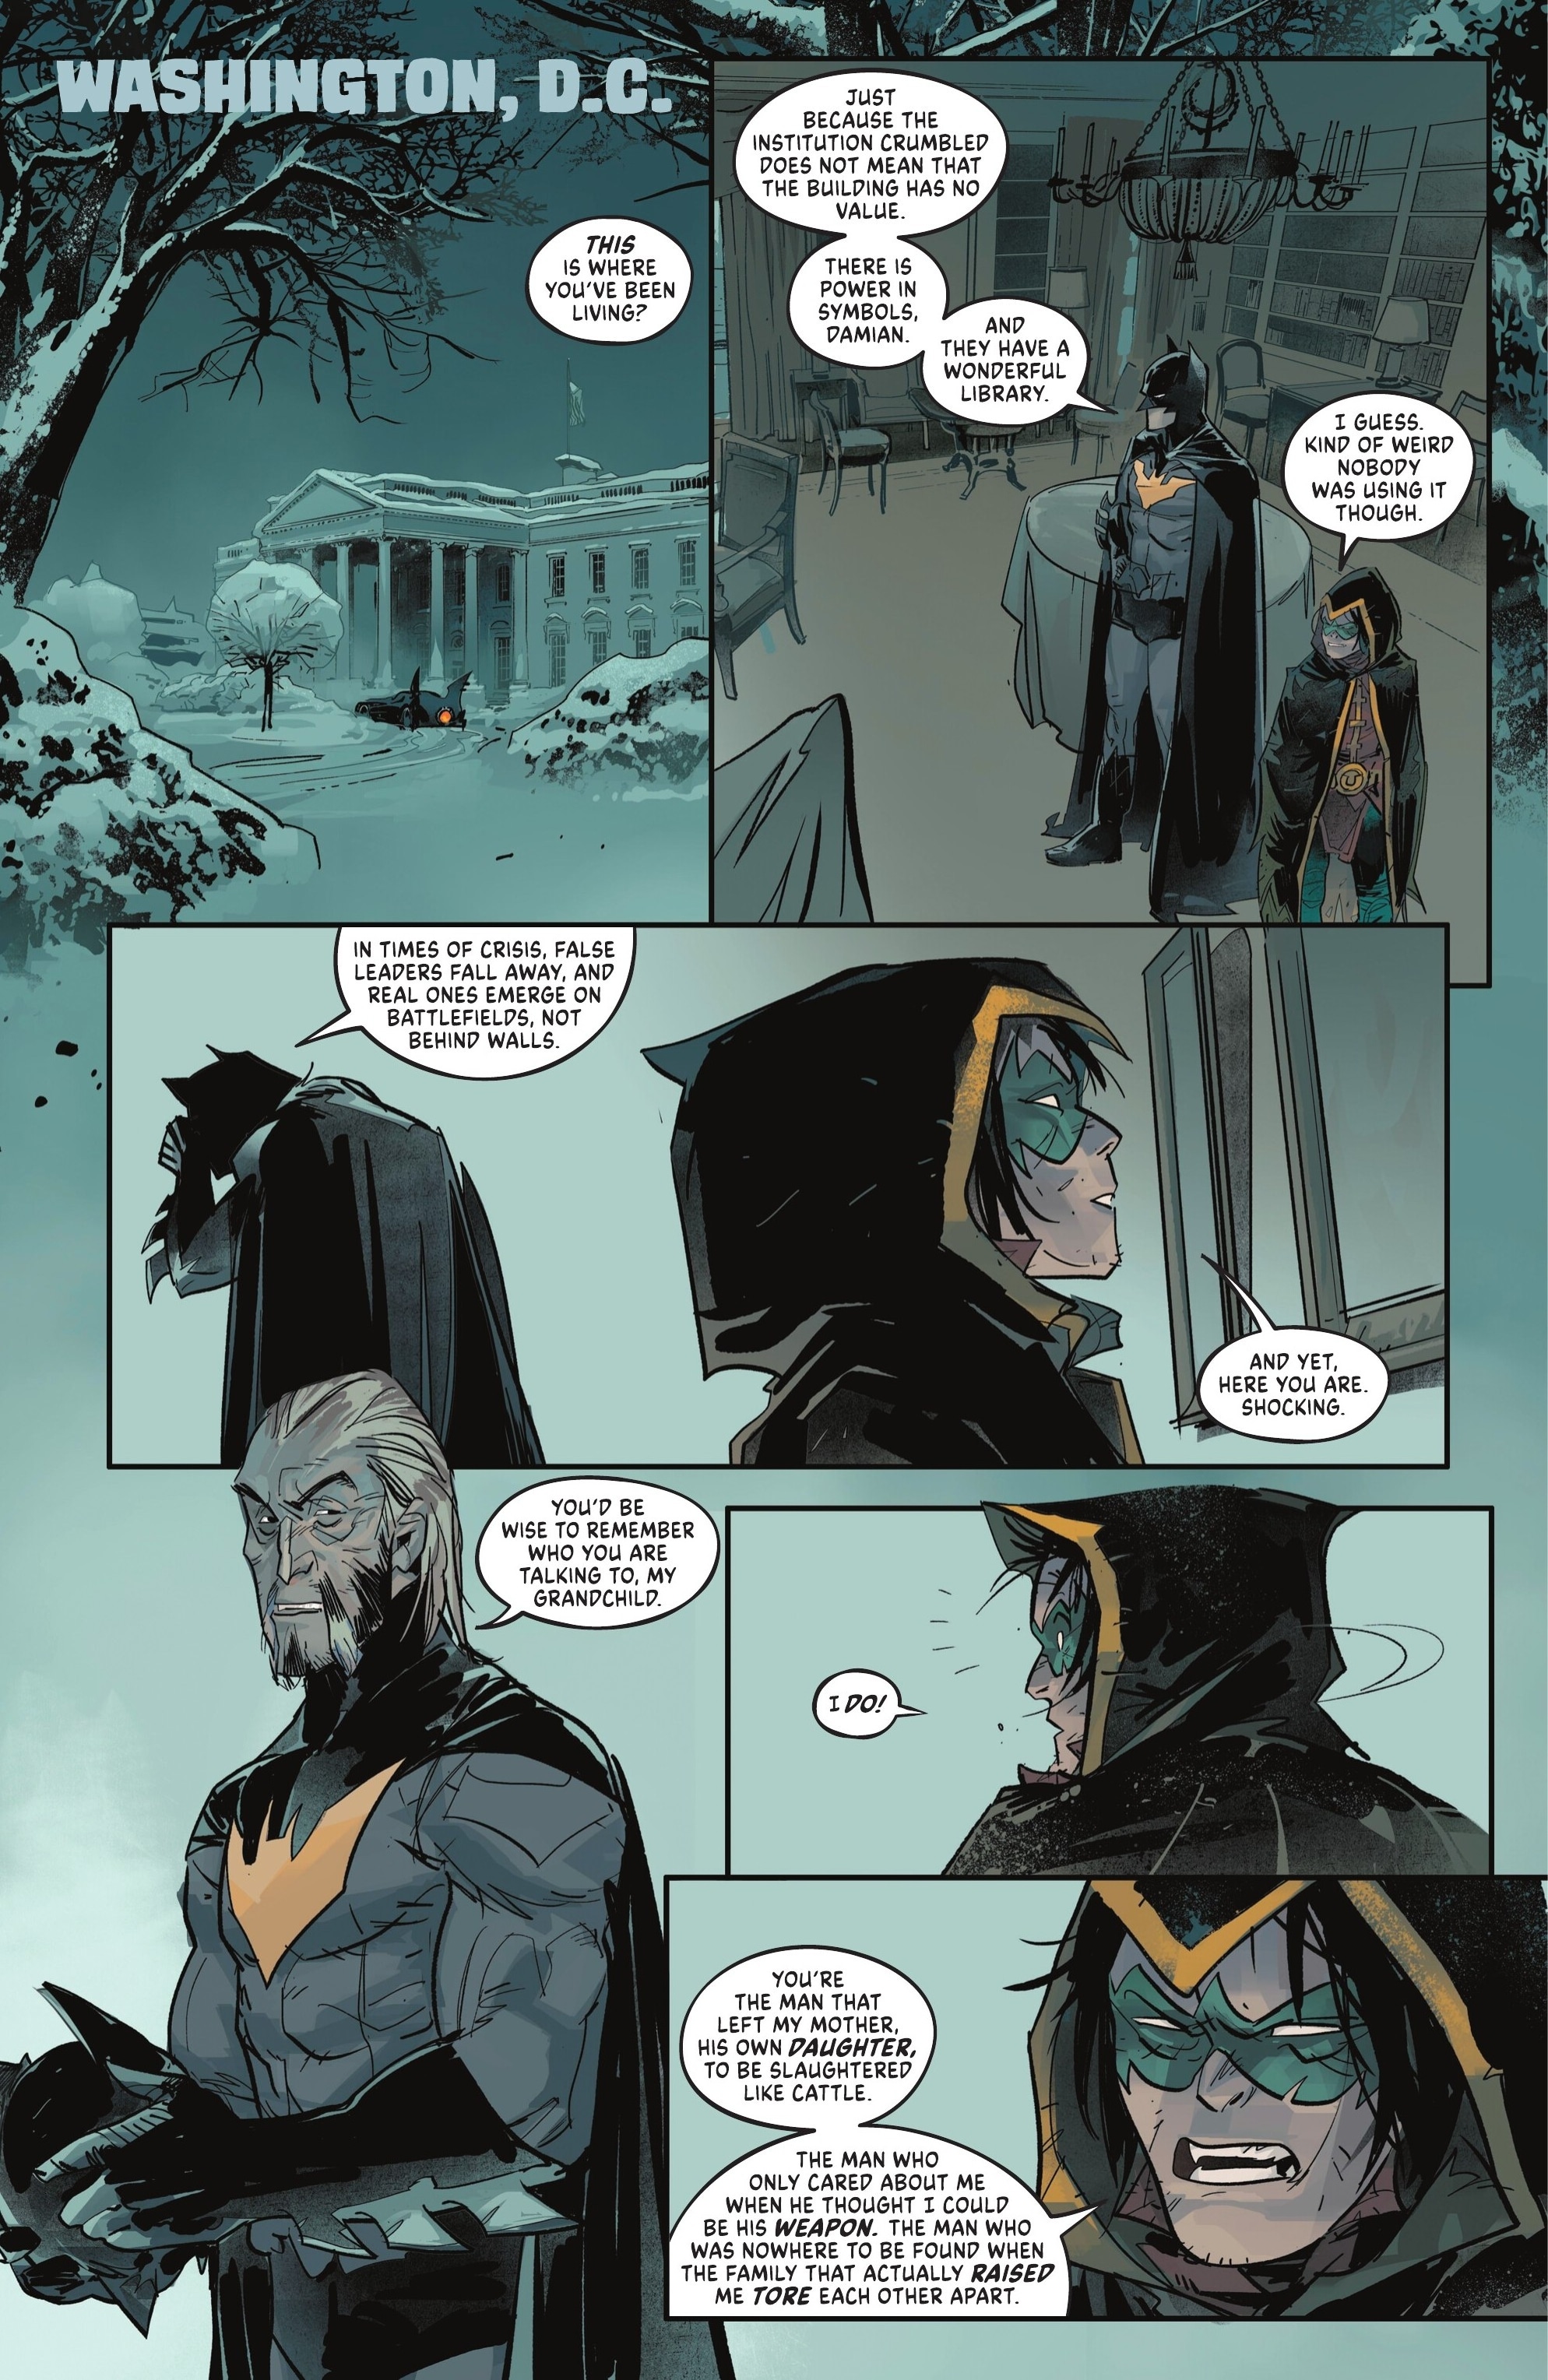 WASHINGTON, D.C.
THIS
IS WHERE
YOU'VE BEEN
LIVING?
JUST
BECAUSE THE
INSTITUTION CRUMBLED
DOES NOT MEAN THAT
THE BUILDING HAS NO
VALUE.
THERE IS
POWER IN
SYMBOLS,
DAMIAN.
AND
THEY HAVE A
WONDERFUL
LIBRARY.
I GUESS.
KIND OF WEIRD
NOBODY
WAS USING IT
THOUGH.
IN TIMES OF CRISIS, FALSE
LEADERS FALL AWAY, AND
REAL ONES EMERGE ON
BATTLEFIELDS, NOT
BEHIND WALLS.
AND YET,
HERE YOU ARE.
SHOCKING.
YOU'D BE
WISE TO REMEMBER
WHO YOU ARE
TALKING TO, MY
GRANDCHILD.
I DO!
YOU'RE
THE MAN THAT
LEFT MY MOTHER,
HIS OWN DAUGHTER,
TO BE SLAUGHTERED
LIKE CATTLE.
THE MAN WHO
ONLY CARED ABOUT ME
WHEN HE THOUGHT I COULD
BE HIS WEAPON. THE MAN WHO
WAS NOWHERE TO BE FOUND WHEN
THE FAMILY THAT ACTUALLY RAISED
ME TORE EACH OTHER APART.